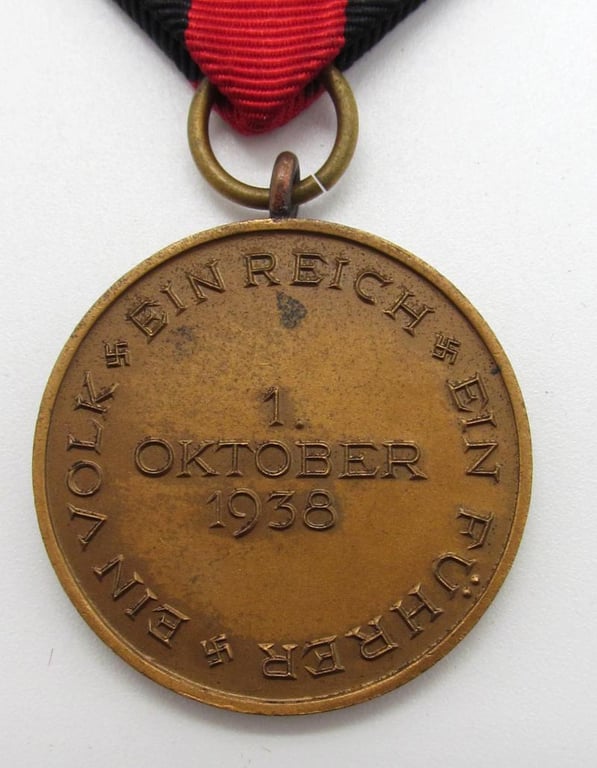 EIN VOLK EIN REICH EIN FÜHRER
1.
OKTOBER
1938